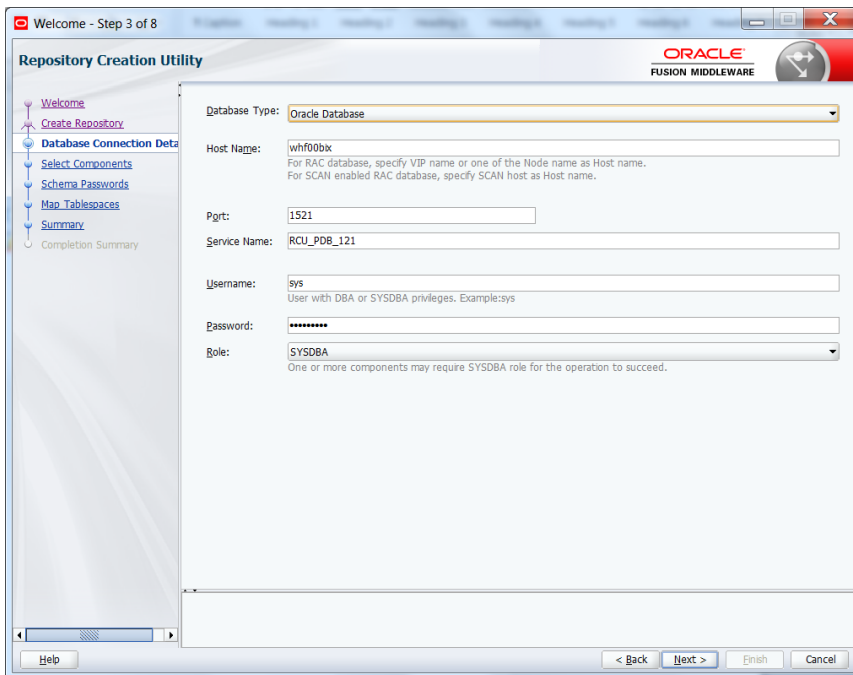 Welcome - Step 3 of 8
Repository Creation Utility
ORACLE
FUSION MIDDLEWARE
Welcome
Create Repository
Database Connection Deta
Select Components
Schema Passwords
Map Tablespaces
Summary
Completion Summary
Database Type: Oracle Database
Host Name: whf00bix
For RAC database, specify VIP name or one of the Node name as Host name.
For SCAN enabled RAC database, specify SCAN host as Host name.
Port: 1521
Service Name: RCU_PDB_121
Username: sys
User with DBA or SYSDBA privileges. Example:sys
Password: •••••••••
Role: SYSDBA
One or more components may require SYSDBA role for the operation to succeed.
Help
< Back
Next >
Finish
Cancel